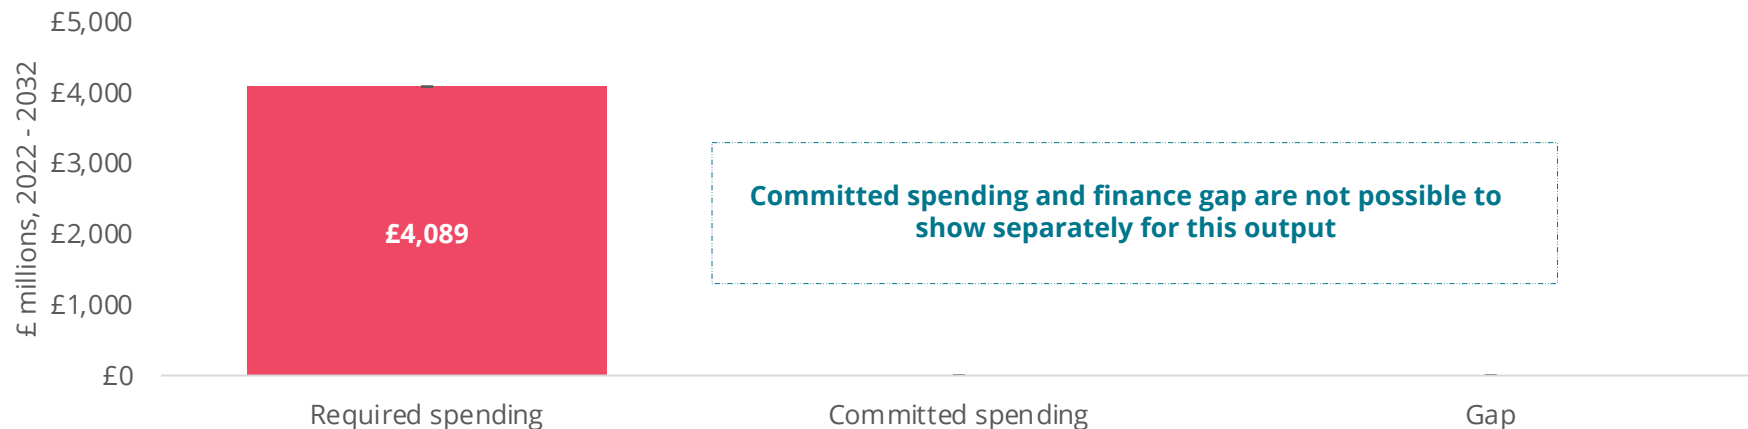 £ millions, 2022 - 2032
£5,000
£4,000
£3,000
£2,000
£1,000
£0
£4,089
Committed spending and finance gap are not possible to
show separately for this output
Required spending
Committed spending
Gap